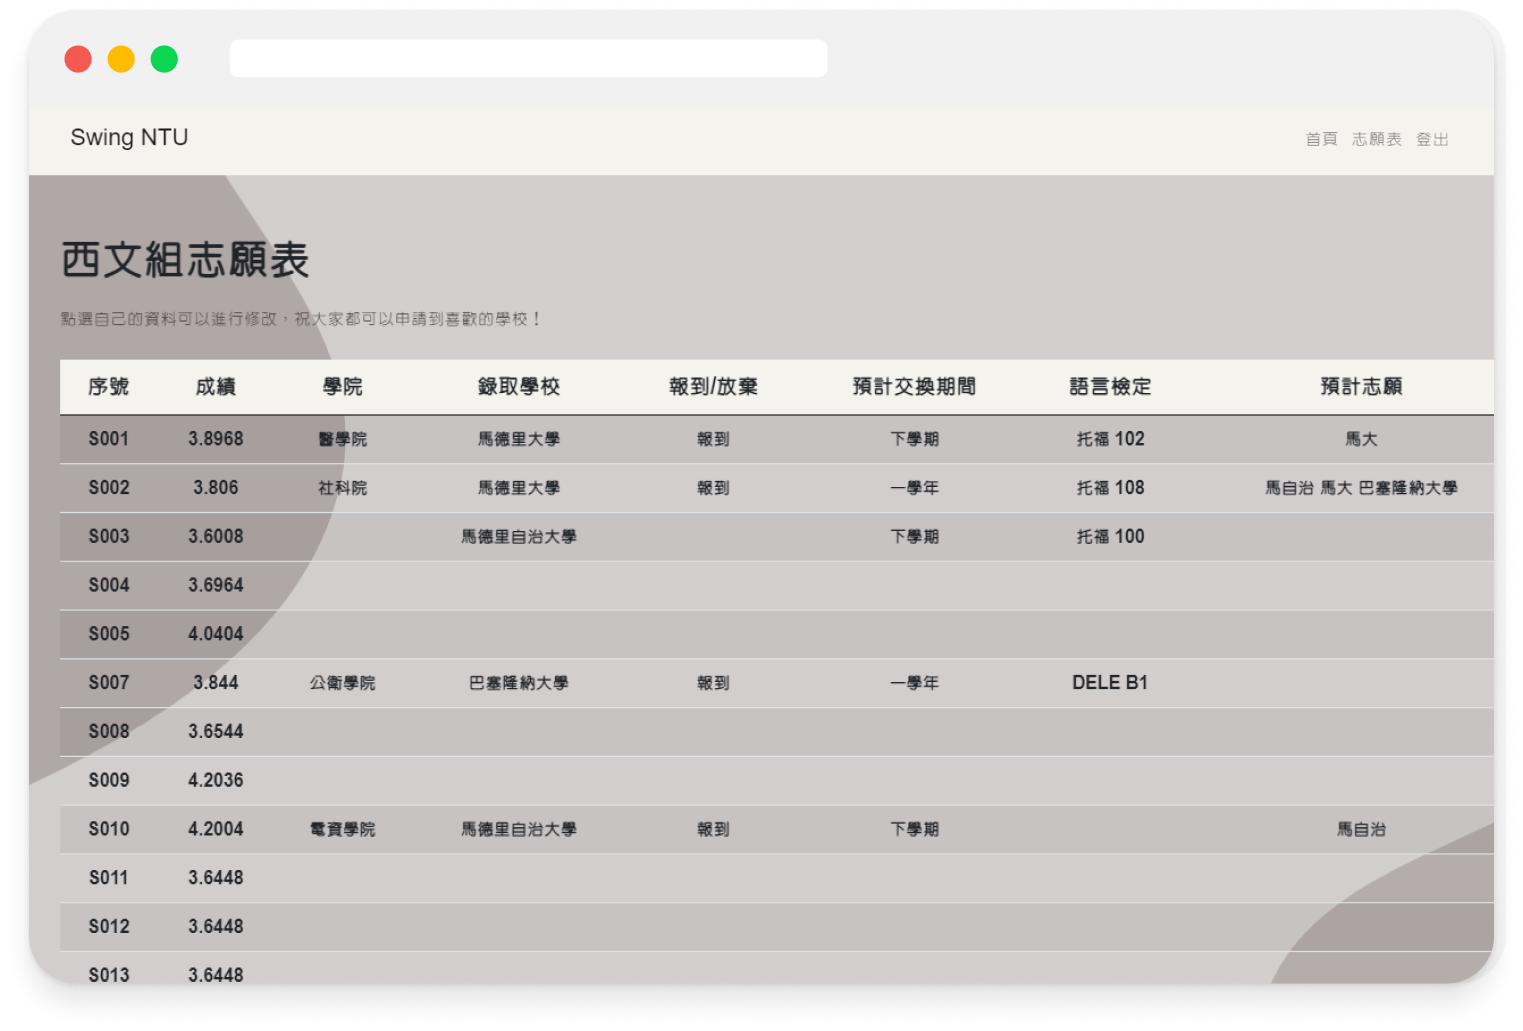 Swing NTU 首頁 志願表 登出
西文組志願表
點選自己的資料可以進行修改，祝大家都可以申請到喜歡的學校！
序號 成績 學院 錄取學校 報到/放棄 預計交換期間 語言檢定 預計志願
S001 3.8968 醫學院 馬德里大學 報到 下學期 托福 102 馬大
S002 3.806 社科院 馬德里大學 報到 一學年 托福 108 馬自治 馬大 巴塞隆納大學
S003 3.6008 馬德里自治大學 下學期 托福 100
S004 3.6964
S005 4.0404
S007 3.844 公衛學院 巴塞隆納大學 報到 一學年 DELE B1
S008 3.6544
S009 4.2036
S010 4.2004 電資學院 馬德里自治大學 報到 下學期 馬自治
S011 3.6448
S012 3.6448
S013 3.6448